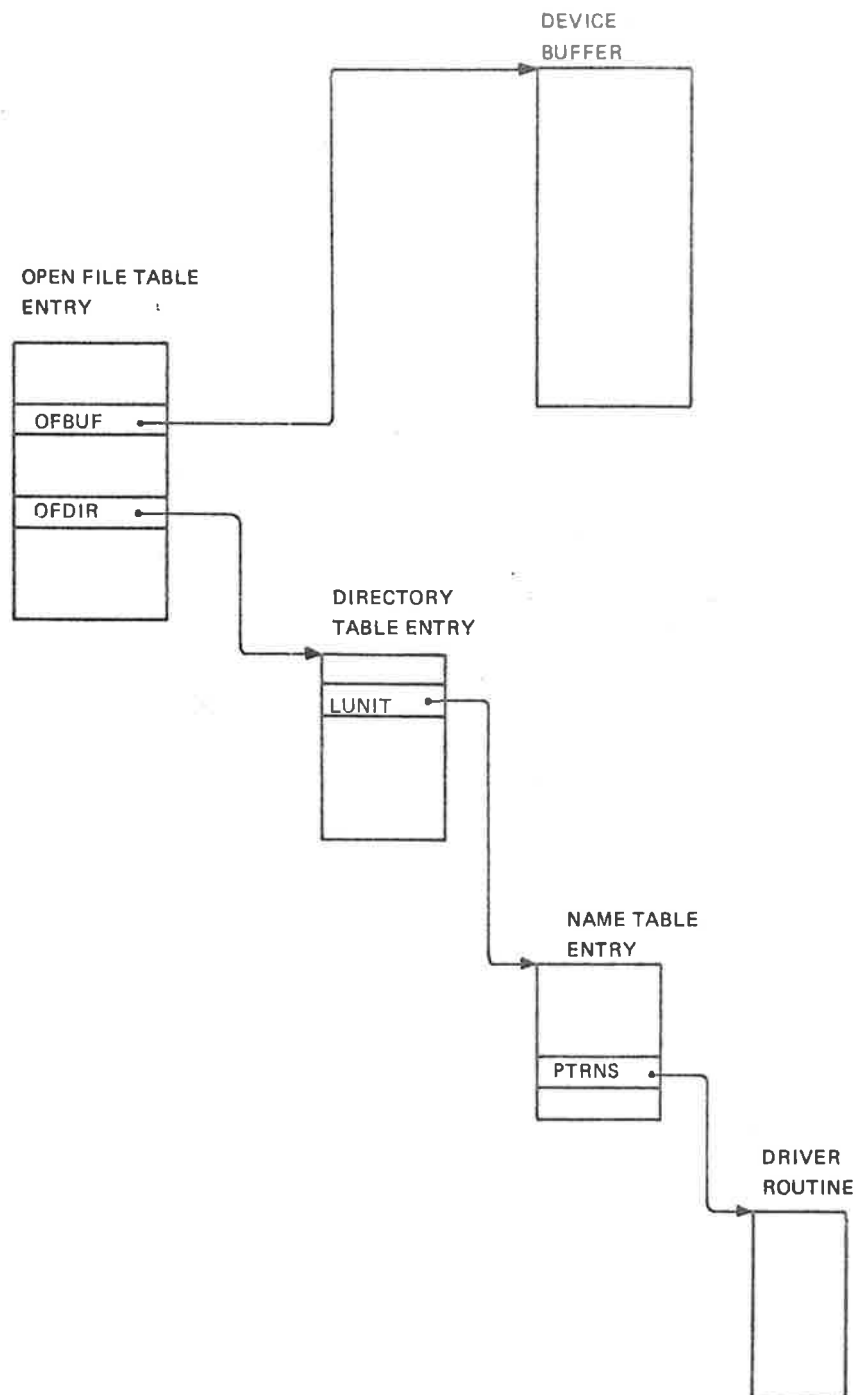 DEVICE
BUFFER
OPEN FILE TABLE
ENTRY
OFBUF
OFDIR
DIRECTORY
TABLE ENTRY
LUNIT
NAME TABLE
ENTRY
PTRNS
DRIVER
ROUTINE